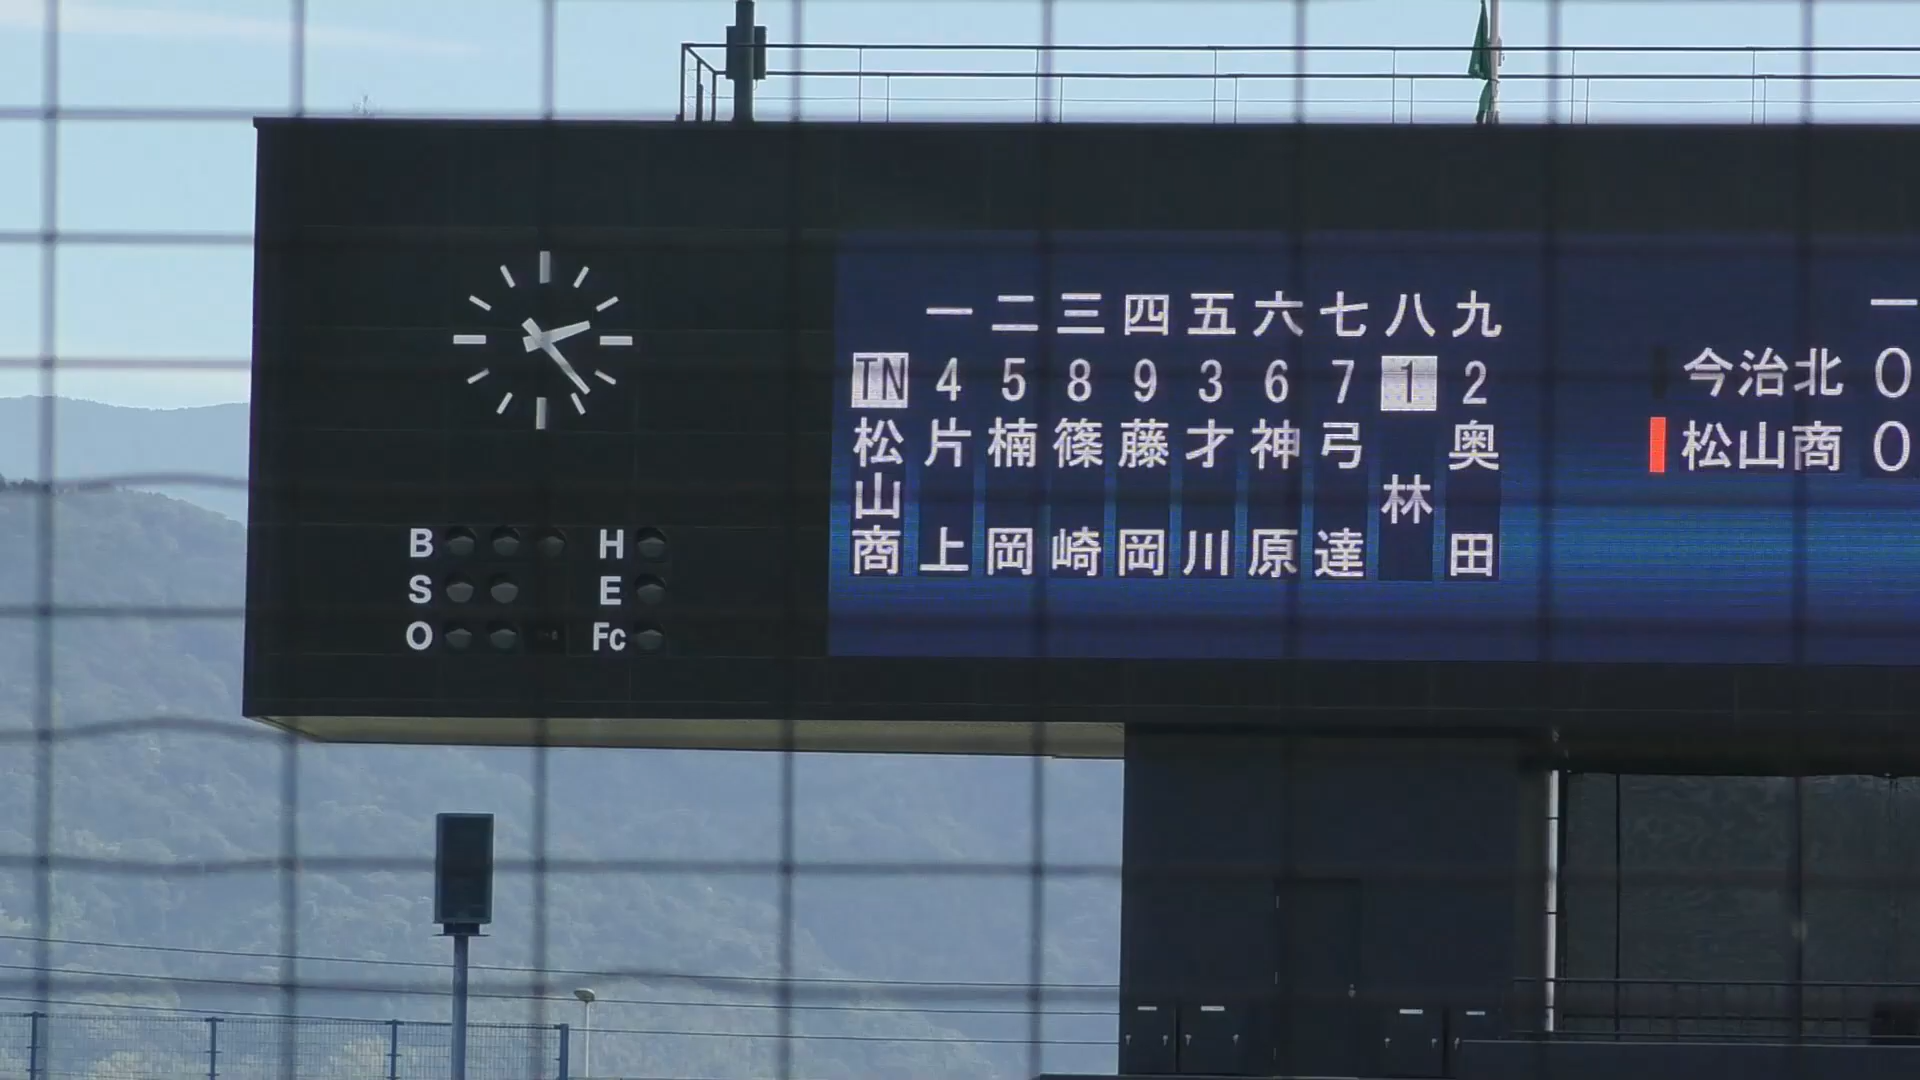 一 二 三 四 五 六 七 八 九
TN 4 5 8 9 3 6 7 1 2
松山商
片上
楠岡
篠崎
藤岡
才川
神原
弓達
林
奥田
一
今治北 0
松山商 0
B H
S E
O Fc